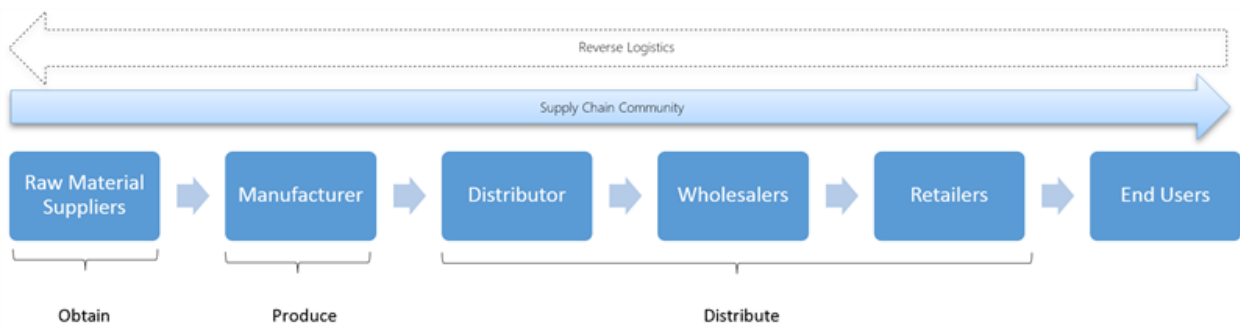 Reverse Logistics
Supply Chain Community
Raw Material
Suppliers
Manufacturer
Distributor
Wholesalers
Retailers
End Users
Obtain
Produce
Distribute